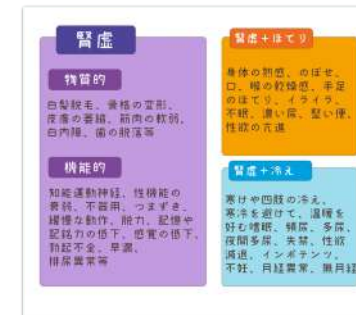 腎虚
物質的
白髪脱毛、骨格の変形、
皮膚の萎縮、筋肉の軟弱、
白内障、歯の脱落等
機能的
知能運動神経、性機能の
衰弱、不器用、つまずき、
緩慢な動作、脱力、記憶や
記銘力の低下、感覚の低下、
勃起不全、早漏、
排尿異常等
腎虚+ほてり
身体の熱感、のぼせ、
口、喉の乾燥感、手足
のほてり、イライラ、
不眠、濃い尿、堅い便、
性欲の亢進
腎虚+冷え
寒けや四肢の冷え、
寒冷を避けて、温暖を
好む嗜眠、頻尿、多尿、
夜間多尿、失禁、性欲
減退、インポテンツ、
不妊、月経異常、無月経